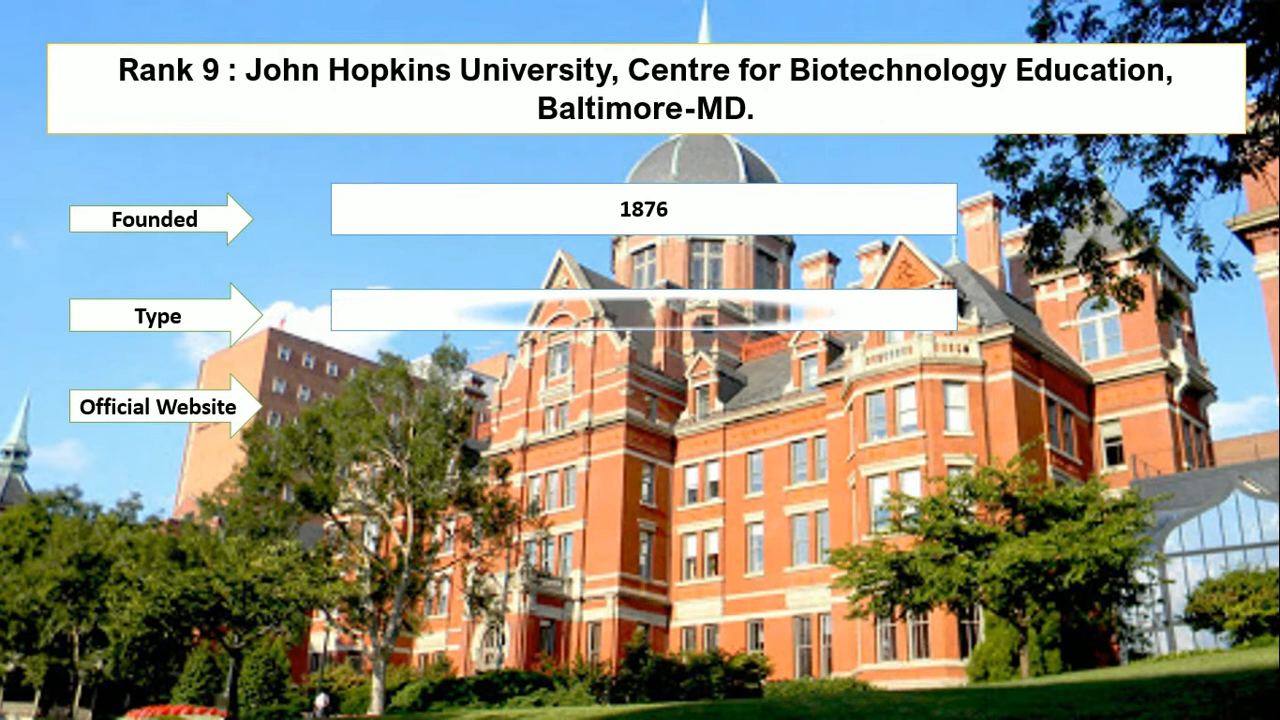 Rank 9 : John Hopkins University, Centre for Biotechnology Education,
Baltimore-MD.
Founded
1876
Type
Official Website